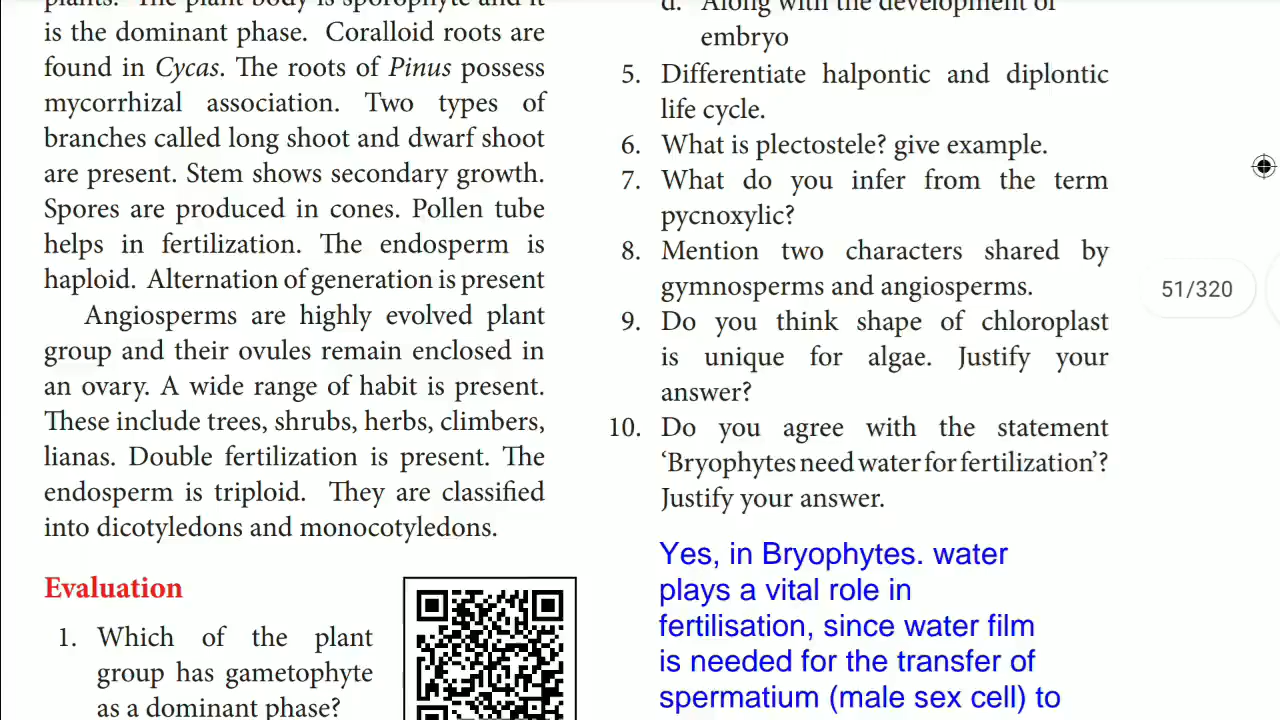 plants. The plant body is sporophyte and it
is the dominant phase. Coralloid roots are
found in Cycas. The roots of Pinus possess
mycorrhizal association. Two types of
branches called long shoot and dwarf shoot
are present. Stem shows secondary growth.
Spores are produced in cones. Pollen tube
helps in fertilization. The endosperm is
haploid. Alternation of generation is present
Angiosperms are highly evolved plant
group and their ovules remain enclosed in
an ovary. A wide range of habit is present.
These include trees, shrubs, herbs, climbers,
lianas. Double fertilization is present. The
endosperm is triploid. They are classified
into dicotyledons and monocotyledons.
Evaluation
1. Which of the plant
group has gametophyte
as a dominant phase?
d. Along with the development of
embryo
5. Differentiate halpontic and diplontic
life cycle.
6. What is plectostele? give example.
7. What do you infer from the term
pycnoxylic?
8. Mention two characters shared by
gymnosperms and angiosperms.
9. Do you think shape of chloroplast
is unique for algae. Justify your
answer?
10. Do you agree with the statement
‘Bryophytes need water for fertilization’?
Justify your answer.
Yes, in Bryophytes. water
plays a vital role in
fertilisation, since water film
is needed for the transfer of
spermatium (male sex cell) to
51/320